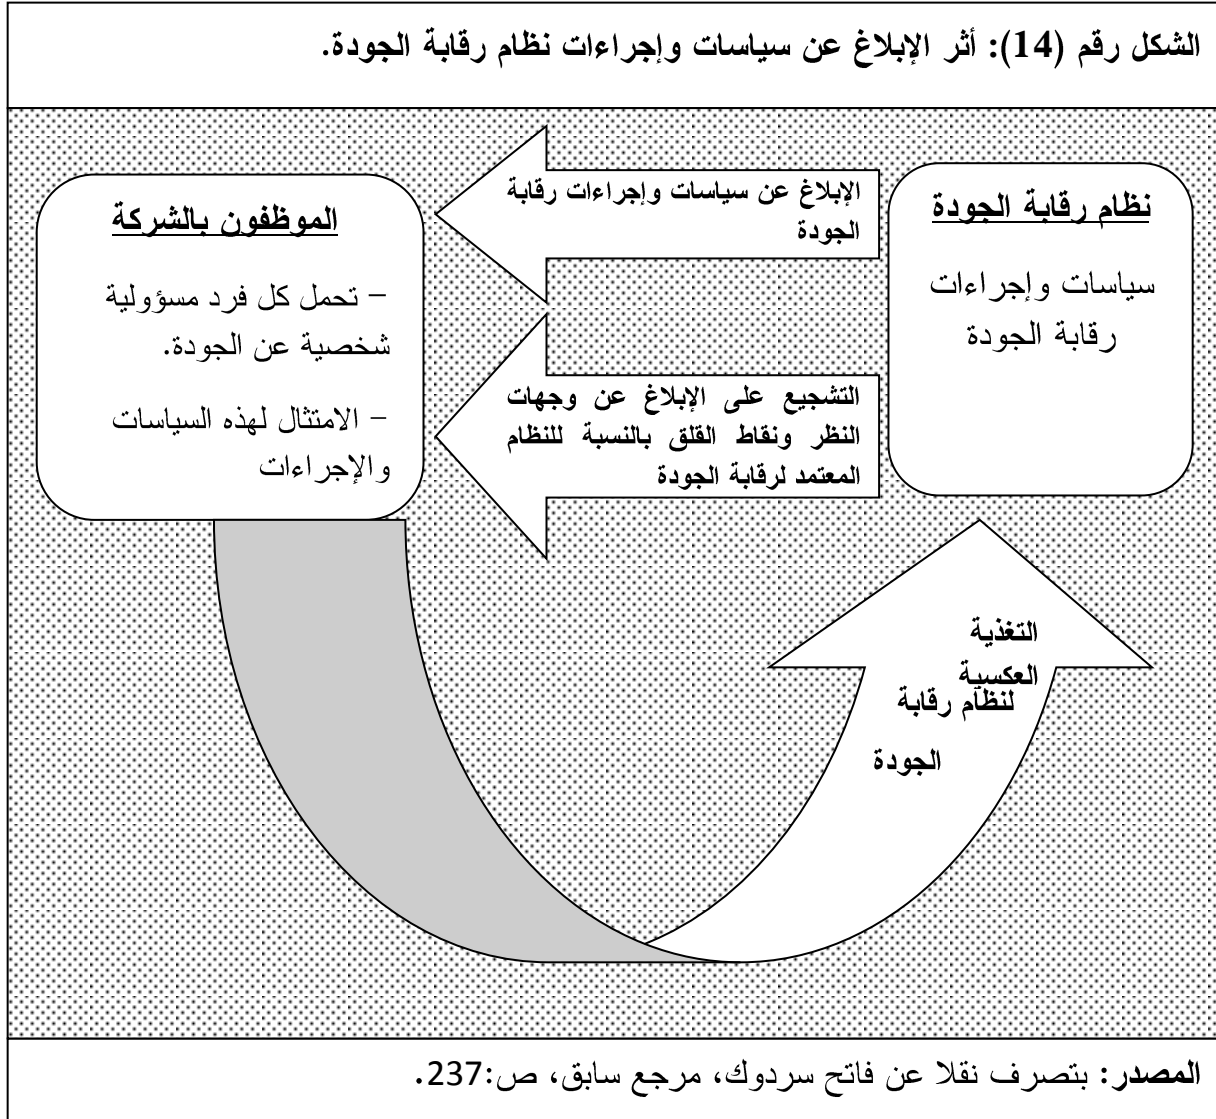 الشكل رقم (14): أثر الإبلاغ عن سياسات وإجراءات نظام رقابة الجودة.
نظام رقابة الجودة
سياسات وإجراءات
رقابة الجودة
الإبلاغ عن سياسات وإجراءات رقابة
الجودة
التشجيع على الإبلاغ عن وجهات
النظر ونقاط القلق بالنسبة للنظام
المعتمد لرقابة الجودة
الموظفون بالشركة
– تحمل كل فرد مسؤولية
شخصية عن الجودة.
– الامتثال لهذه السياسات
والإجراءات
التغذية
العكسية
لنظام رقابة
الجودة
المصدر: بتصرف نقلا عن فاتح سردوك، مرجع سابق، ص:237.